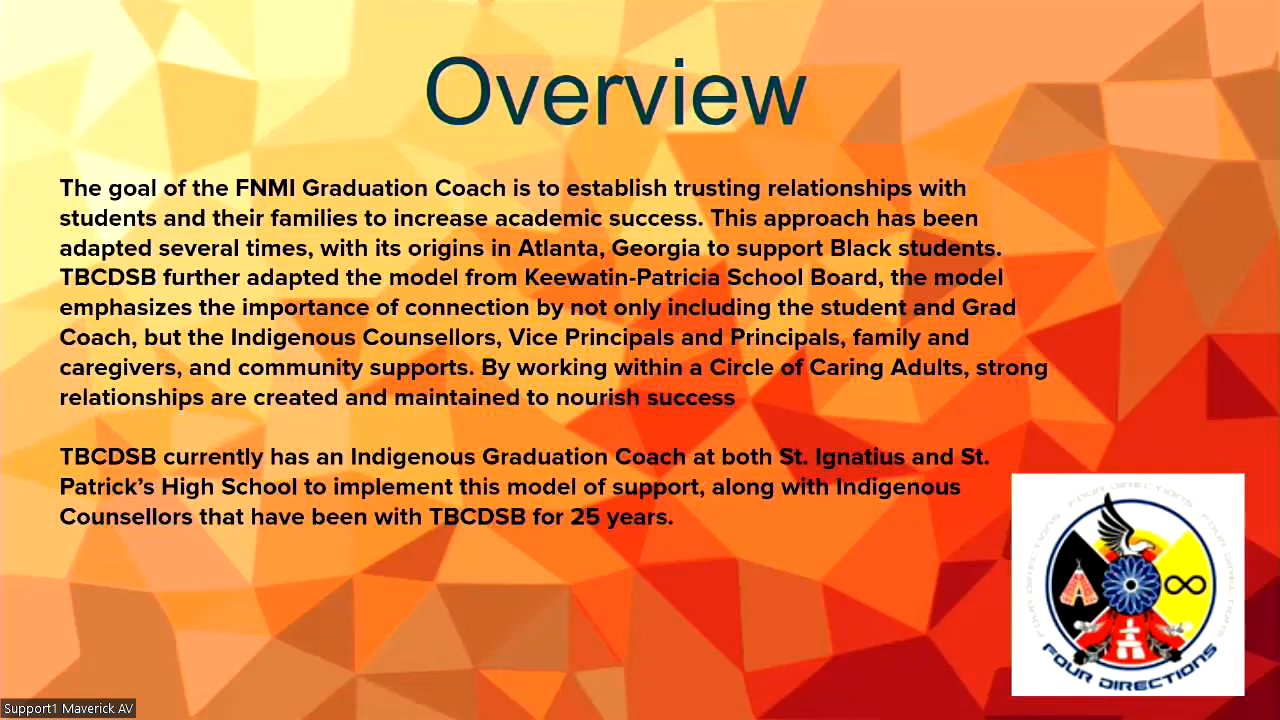 Overview
The goal of the FNMI Graduation Coach is to establish trusting relationships with
students and their families to increase academic success. This approach has been
adapted several times, with its origins in Atlanta, Georgia to support Black students.
TBCDSB further adapted the model from Keewatin-Patricia School Board, the model
emphasizes the importance of connection by not only including the student and Grad
Coach, but the Indigenous Counsellors, Vice Principals and Principals, family and
caregivers, and community supports. By working within a Circle of Caring Adults, strong
relationships are created and maintained to nourish success
TBCDSB currently has an Indigenous Graduation Coach at both St. Ignatius and St.
Patrick’s High School to implement this model of support, along with Indigenous
Counsellors that have been with TBCDSB for 25 years.
FOUR DIRECTIONS FOUR DIRECTIONS FOUR DIRECTIONS
FOUR DIRECTIONS
Support1 Maverick AV